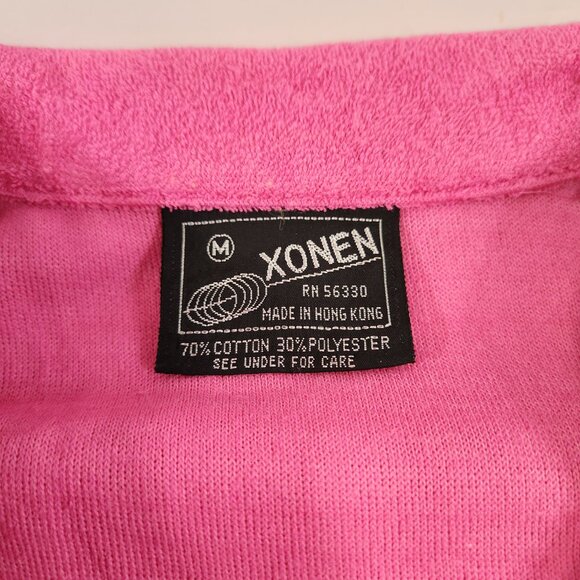 M
XONEN
RN 56330
MADE IN HONG KONG
70% COTTON 30% POLYESTER
SEE UNDER FOR CARE